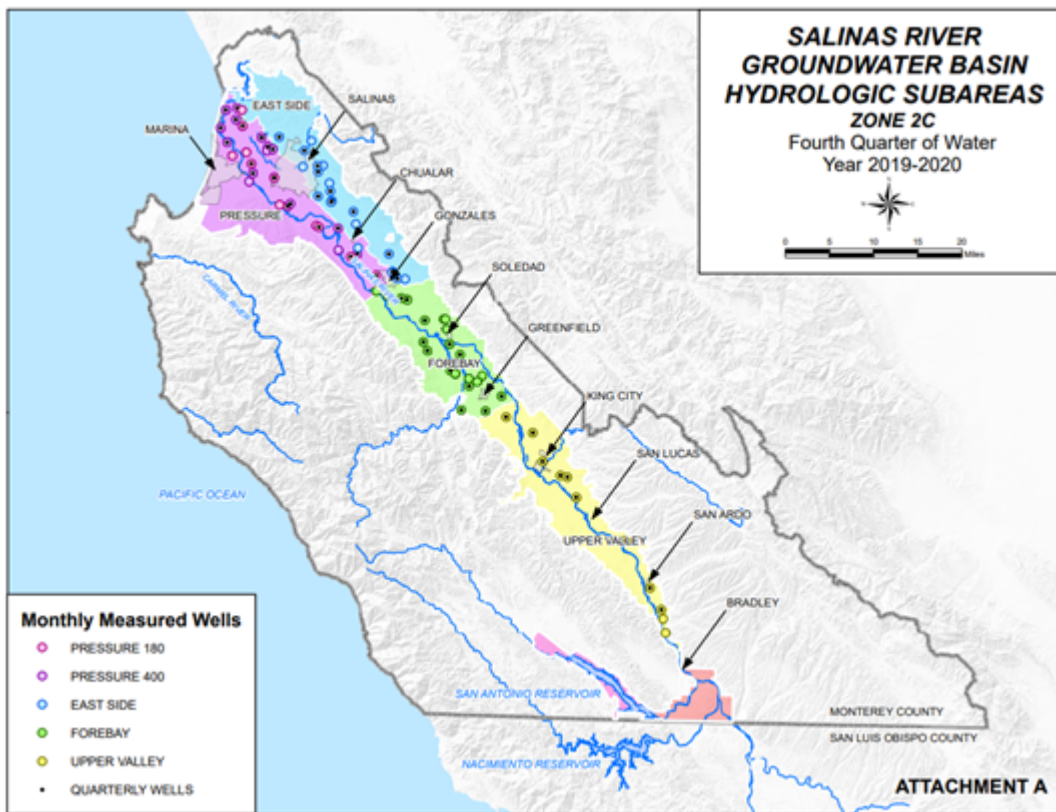 SALINAS RIVER
GROUNDWATER BASIN
HYDROLOGIC SUBAREAS
ZONE 2C
Fourth Quarter of Water
Year 2019-2020
0 5 10 15 20
Miles
EAST SIDE
SALINAS
MARINA
CHUALAR
PRESSURE
GONZALES
SOLEDAD
CARMEL RIVER
GREENFIELD
FOREBAY
KING CITY
SAN LUCAS
PACIFIC OCEAN
SAN ARDO
UPPER VALLEY
BRADLEY
SAN ANTONIO RESERVOIR
MONTEREY COUNTY
SAN LUIS OBISPO COUNTY
NACIMIENTO RESERVOIR
Monthly Measured Wells
PRESSURE 180
PRESSURE 400
EAST SIDE
FOREBAY
UPPER VALLEY
QUARTERLY WELLS
ATTACHMENT A